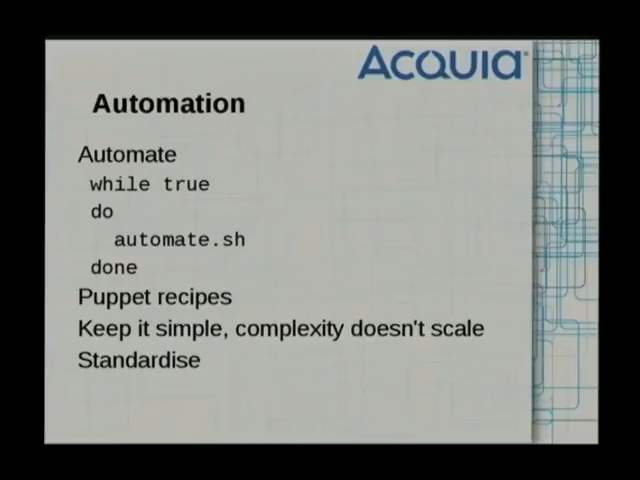 Acquia
Automation
Automate
while true
do
automate.sh
done
Puppet recipes
Keep it simple, complexity doesn't scale
Standardise